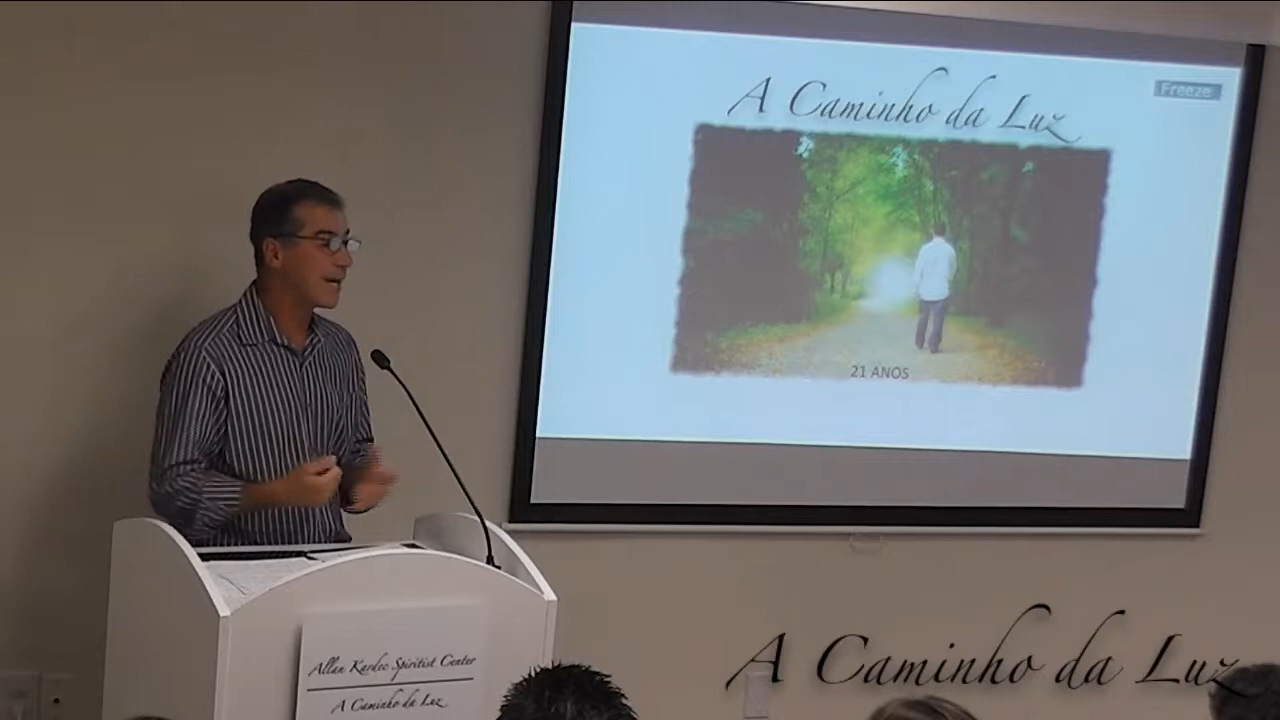 A Caminho da Luz
Freeze
21 ANOS
Allan Kardec Spiritist Center
A Caminho da Luz
A Caminho da Luz